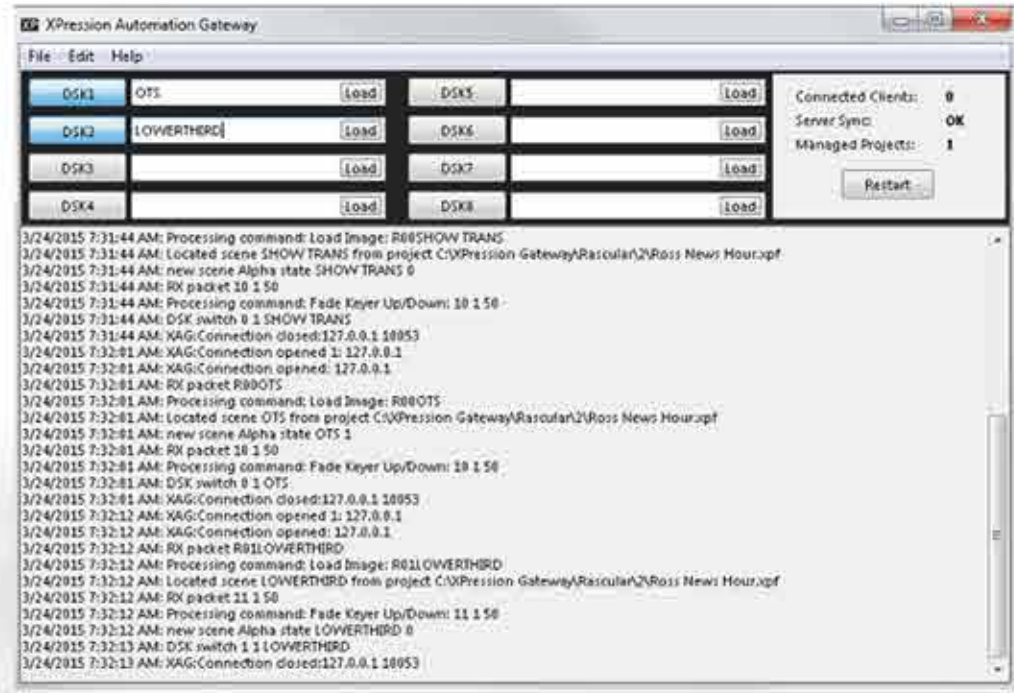 XPression Automation Gateway
File Edit Help
DSK1 OTS Load DSK5 Load
DSK2 LOWERTHIRD Load DSK6 Load
DSK3 Load DSK7 Load
DSK4 Load DSK8 Load
Connected Clients: 0
Server Sync: OK
Managed Projects: 1
Restart
3/24/2015 7:31:44 AM: Processing command: Load Image: R00SHOW TRANS
3/24/2015 7:31:44 AM: Located scene SHOW TRANS from project C:\XPression Gateway\Rascular\2\Ross News Hour.xpf
3/24/2015 7:31:44 AM: new scene Alpha state SHOW TRANS 0
3/24/2015 7:31:44 AM: RX packet 10 1 50
3/24/2015 7:31:44 AM: Processing command: Fade Keyer Up/Down: 10 1 50
3/24/2015 7:31:44 AM: DSK switch 0 1 SHOW TRANS
3/24/2015 7:31:44 AM: XAG:Connection closed:127.0.0.1 10053
3/24/2015 7:32:01 AM: XAG:Connection opened 1: 127.0.0.1
3/24/2015 7:32:01 AM: XAG:Connection opened: 127.0.0.1
3/24/2015 7:32:01 AM: RX packet R00OTS
3/24/2015 7:32:01 AM: Processing command: Load Image: R00OTS
3/24/2015 7:32:01 AM: Located scene OTS from project C:\XPression Gateway\Rascular\2\Ross News Hour.xpf
3/24/2015 7:32:01 AM: new scene Alpha state OTS 1
3/24/2015 7:32:01 AM: RX packet 10 1 50
3/24/2015 7:32:01 AM: Processing command: Fade Keyer Up/Down: 10 1 50
3/24/2015 7:32:01 AM: DSK switch 0 1 OTS
3/24/2015 7:32:01 AM: XAG:Connection closed:127.0.0.1 10053
3/24/2015 7:32:12 AM: XAG:Connection opened 1: 127.0.0.1
3/24/2015 7:32:12 AM: XAG:Connection opened: 127.0.0.1
3/24/2015 7:32:12 AM: RX packet R01LOWERTHIRD
3/24/2015 7:32:12 AM: Processing command: Load Image: R01LOWERTHIRD
3/24/2015 7:32:12 AM: Located scene LOWERTHIRD from project C:\XPression Gateway\Rascular\2\Ross News Hour.xpf
3/24/2015 7:32:12 AM: RX packet 11 1 50
3/24/2015 7:32:12 AM: Processing command: Fade Keyer Up/Down: 11 1 50
3/24/2015 7:32:12 AM: new scene Alpha state LOWERTHIRD 0
3/24/2015 7:32:13 AM: DSK switch 1 1 LOWERTHIRD
3/24/2015 7:32:13 AM: XAG:Connection closed:127.0.0.1 10053